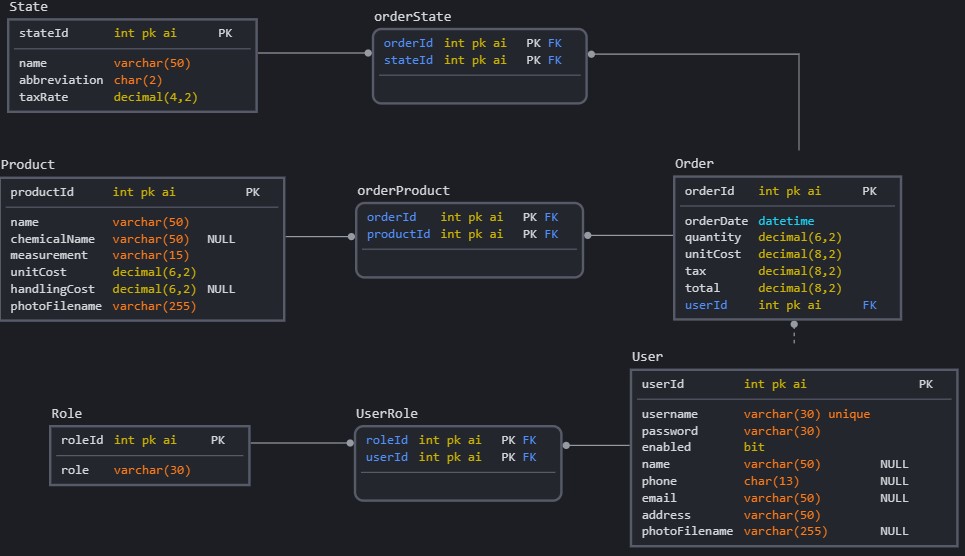 State
stateId int pk ai PK
name varchar(50)
abbreviation char(2)
taxRate decimal(4,2)
orderState
orderId int pk ai PK FK
stateId int pk ai PK FK
Product
productId int pk ai PK
name varchar(50)
chemicalName varchar(50) NULL
measurement varchar(15)
unitCost decimal(6,2)
handlingCost decimal(6,2) NULL
photoFilename varchar(255)
orderProduct
orderId int pk ai PK FK
productId int pk ai PK FK
Order
orderId int pk ai PK
orderDate datetime
quantity decimal(6,2)
unitCost decimal(8,2)
tax decimal(8,2)
total decimal(8,2)
userId int pk ai FK
Role
roleId int pk ai PK
role varchar(30)
UserRole
roleId int pk ai PK FK
userId int pk ai PK FK
User
userId int pk ai PK
username varchar(30) unique
password varchar(30)
enabled bit
name varchar(50) NULL
phone char(13) NULL
email varchar(50) NULL
address varchar(50)
photoFilename varchar(255) NULL